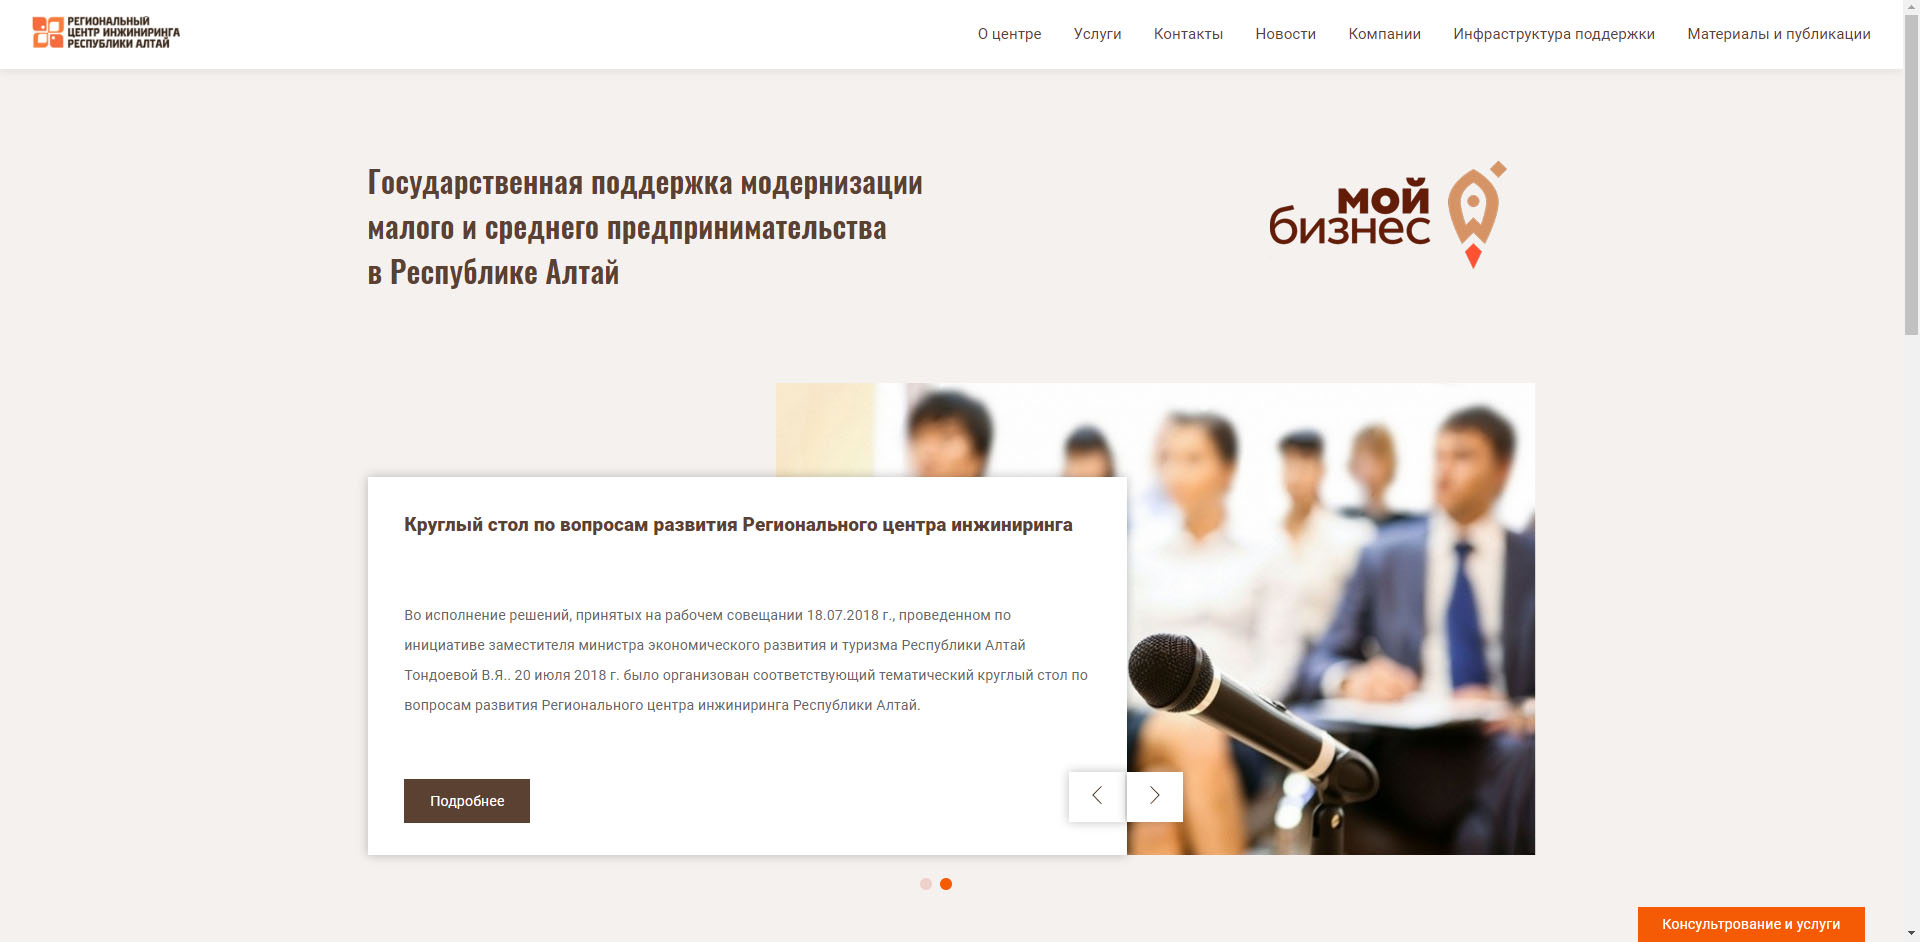 РЕГИОНАЛЬНЫЙ
ЦЕНТР ИНЖИНИРИНГА
РЕСПУБЛИКИ АЛТАЙ
О центре Услуги Контакты Новости Компании Инфраструктура поддержки Материалы и публикации
Государственная поддержка модернизации
малого и среднего предпринимательства
в Республике Алтай
мой
бизнес
Круглый стол по вопросам развития Регионального центра инжиниринга
Во исполнение решений, принятых на рабочем совещании 18.07.2018 г., проведенном по
инициативе заместителя министра экономического развития и туризма Республики Алтай
Тондоевой В.Я.. 20 июля 2018 г. было организован соответствующий тематический круглый стол по
вопросам развития Регионального центра инжиниринга Республики Алтай.
Подробнее
Консультрование и услуги